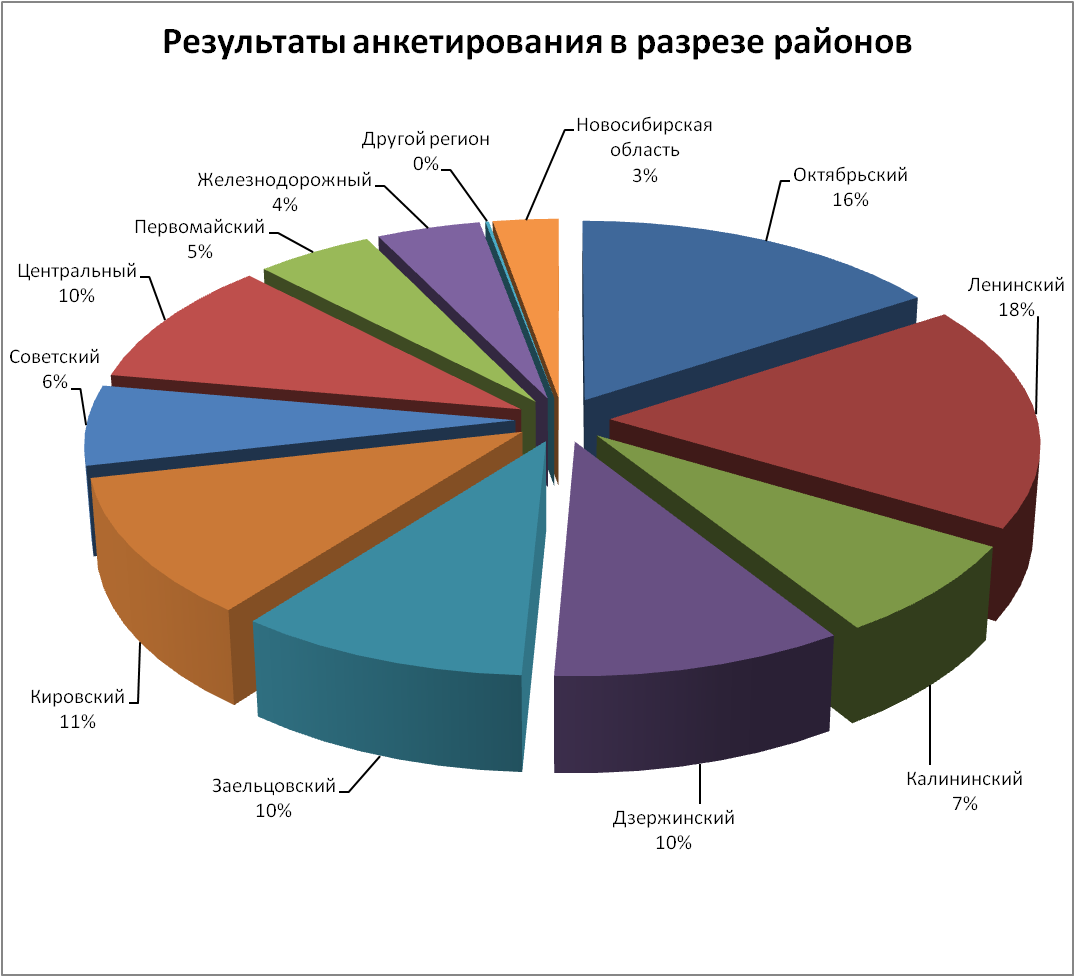 Результаты анкетирования в разрезе районов
Новосибирская
область
3%
Другой регион
0%
Железнодорожный
4%
Первомайский
5%
Центральный
10%
Советский
6%
Октябрьский
16%
Ленинский
18%
Кировский
11%
Заельцовский
10%
Дзержинский
10%
Калининский
7%